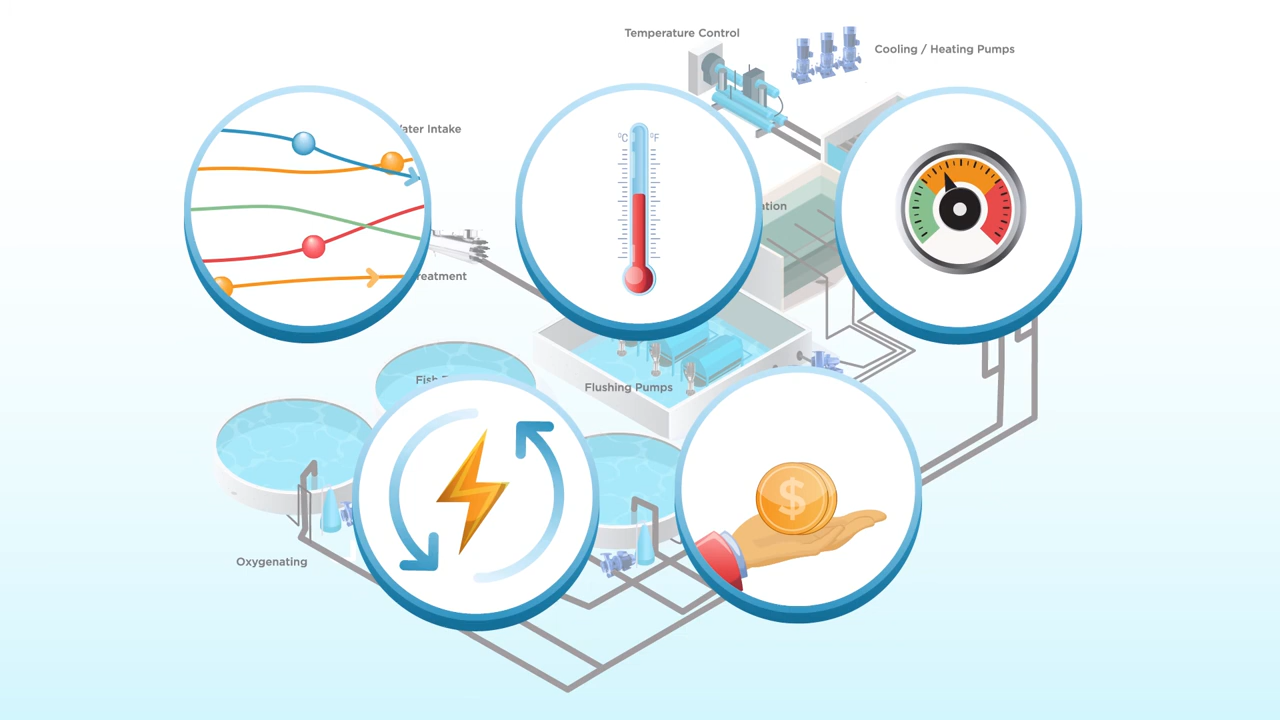 Temperature Control
Cooling / Heating Pumps
ater Intake
°C
°F
ation
reatment
Fish
Flushing Pumps
$
Oxygenating